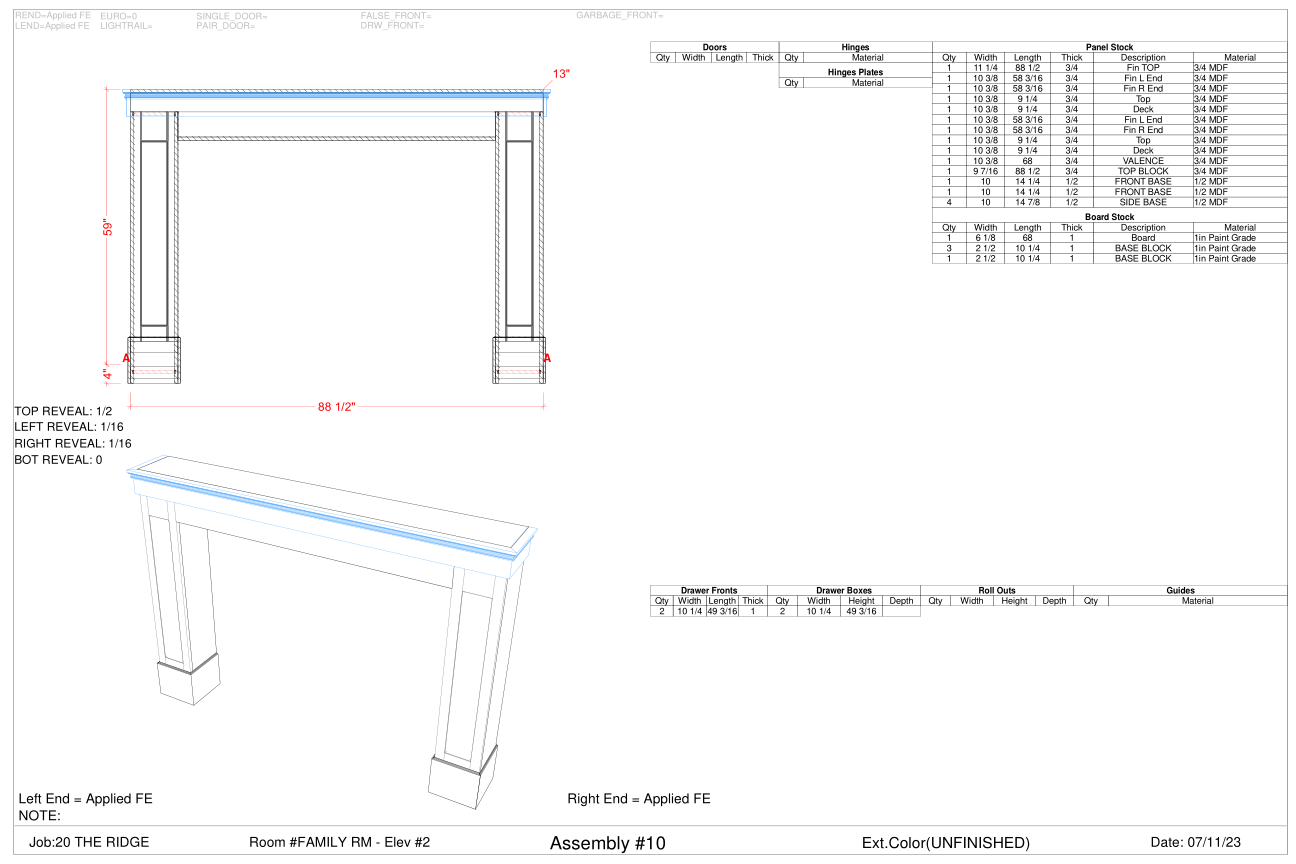 REND=Applied FE EURO=0 SINGLE_DOOR= FALSE_FRONT= GARBAGE_FRONT=
LEND=Applied FE LIGHTRAIL= PAIR_DOOR= DRW_FRONT=
Doors Hinges Panel Stock
Qty Width Length Thick Qty Material Qty Width Length Thick Description Material
Hinges Plates
Qty Material
1 11 1/4 88 1/2 3/4 Fin TOP 3/4 MDF
1 10 3/8 58 3/16 3/4 Fin L End 3/4 MDF
1 10 3/8 58 3/16 3/4 Fin R End 3/4 MDF
1 10 3/8 9 1/4 3/4 Top 3/4 MDF
1 10 3/8 9 1/4 3/4 Deck 3/4 MDF
1 10 3/8 58 3/16 3/4 Fin L End 3/4 MDF
1 10 3/8 58 3/16 3/4 Fin R End 3/4 MDF
1 10 3/8 9 1/4 3/4 Top 3/4 MDF
1 10 3/8 9 1/4 3/4 Deck 3/4 MDF
1 10 3/8 68 3/4 VALENCE 3/4 MDF
1 9 7/16 88 1/2 3/4 TOP BLOCK 3/4 MDF
1 10 14 1/4 1/2 FRONT BASE 1/2 MDF
1 10 14 1/4 1/2 FRONT BASE 1/2 MDF
4 10 14 7/8 1/2 SIDE BASE 1/2 MDF
Board Stock
Qty Width Length Thick Description Material
1 6 1/8 68 1 Board 1in Paint Grade
3 2 1/2 10 1/4 1 BASE BLOCK 1in Paint Grade
1 2 1/2 10 1/4 1 BASE BLOCK 1in Paint Grade
13"
59"
A A
4"
88 1/2"
TOP REVEAL: 1/2
LEFT REVEAL: 1/16
RIGHT REVEAL: 1/16
BOT REVEAL: 0
Drawer Fronts Drawer Boxes Roll Outs Guides
Qty Width Length Thick Qty Width Height Depth Qty Width Height Depth Qty Material
2 10 1/4 49 3/16 1 2 10 1/4 49 3/16
Left End = Applied FE Right End = Applied FE
NOTE:
Job:20 THE RIDGE Room #FAMILY RM - Elev #2 Assembly #10 Ext.Color(UNFINISHED) Date: 07/11/23